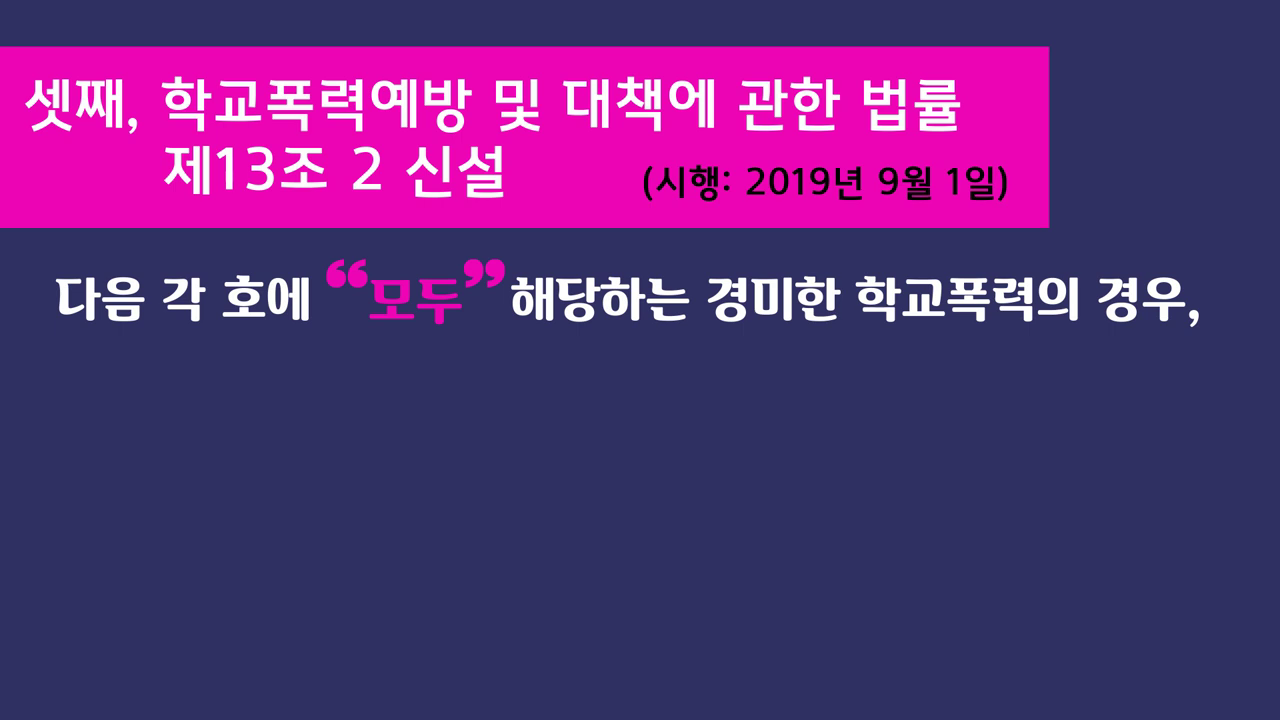 셋째, 학교폭력예방 및 대책에 관한 법률
제13조 2 신설 (시행: 2019년 9월 1일)
다음 각 호에 “모두” 해당하는 경미한 학교폭력의 경우,